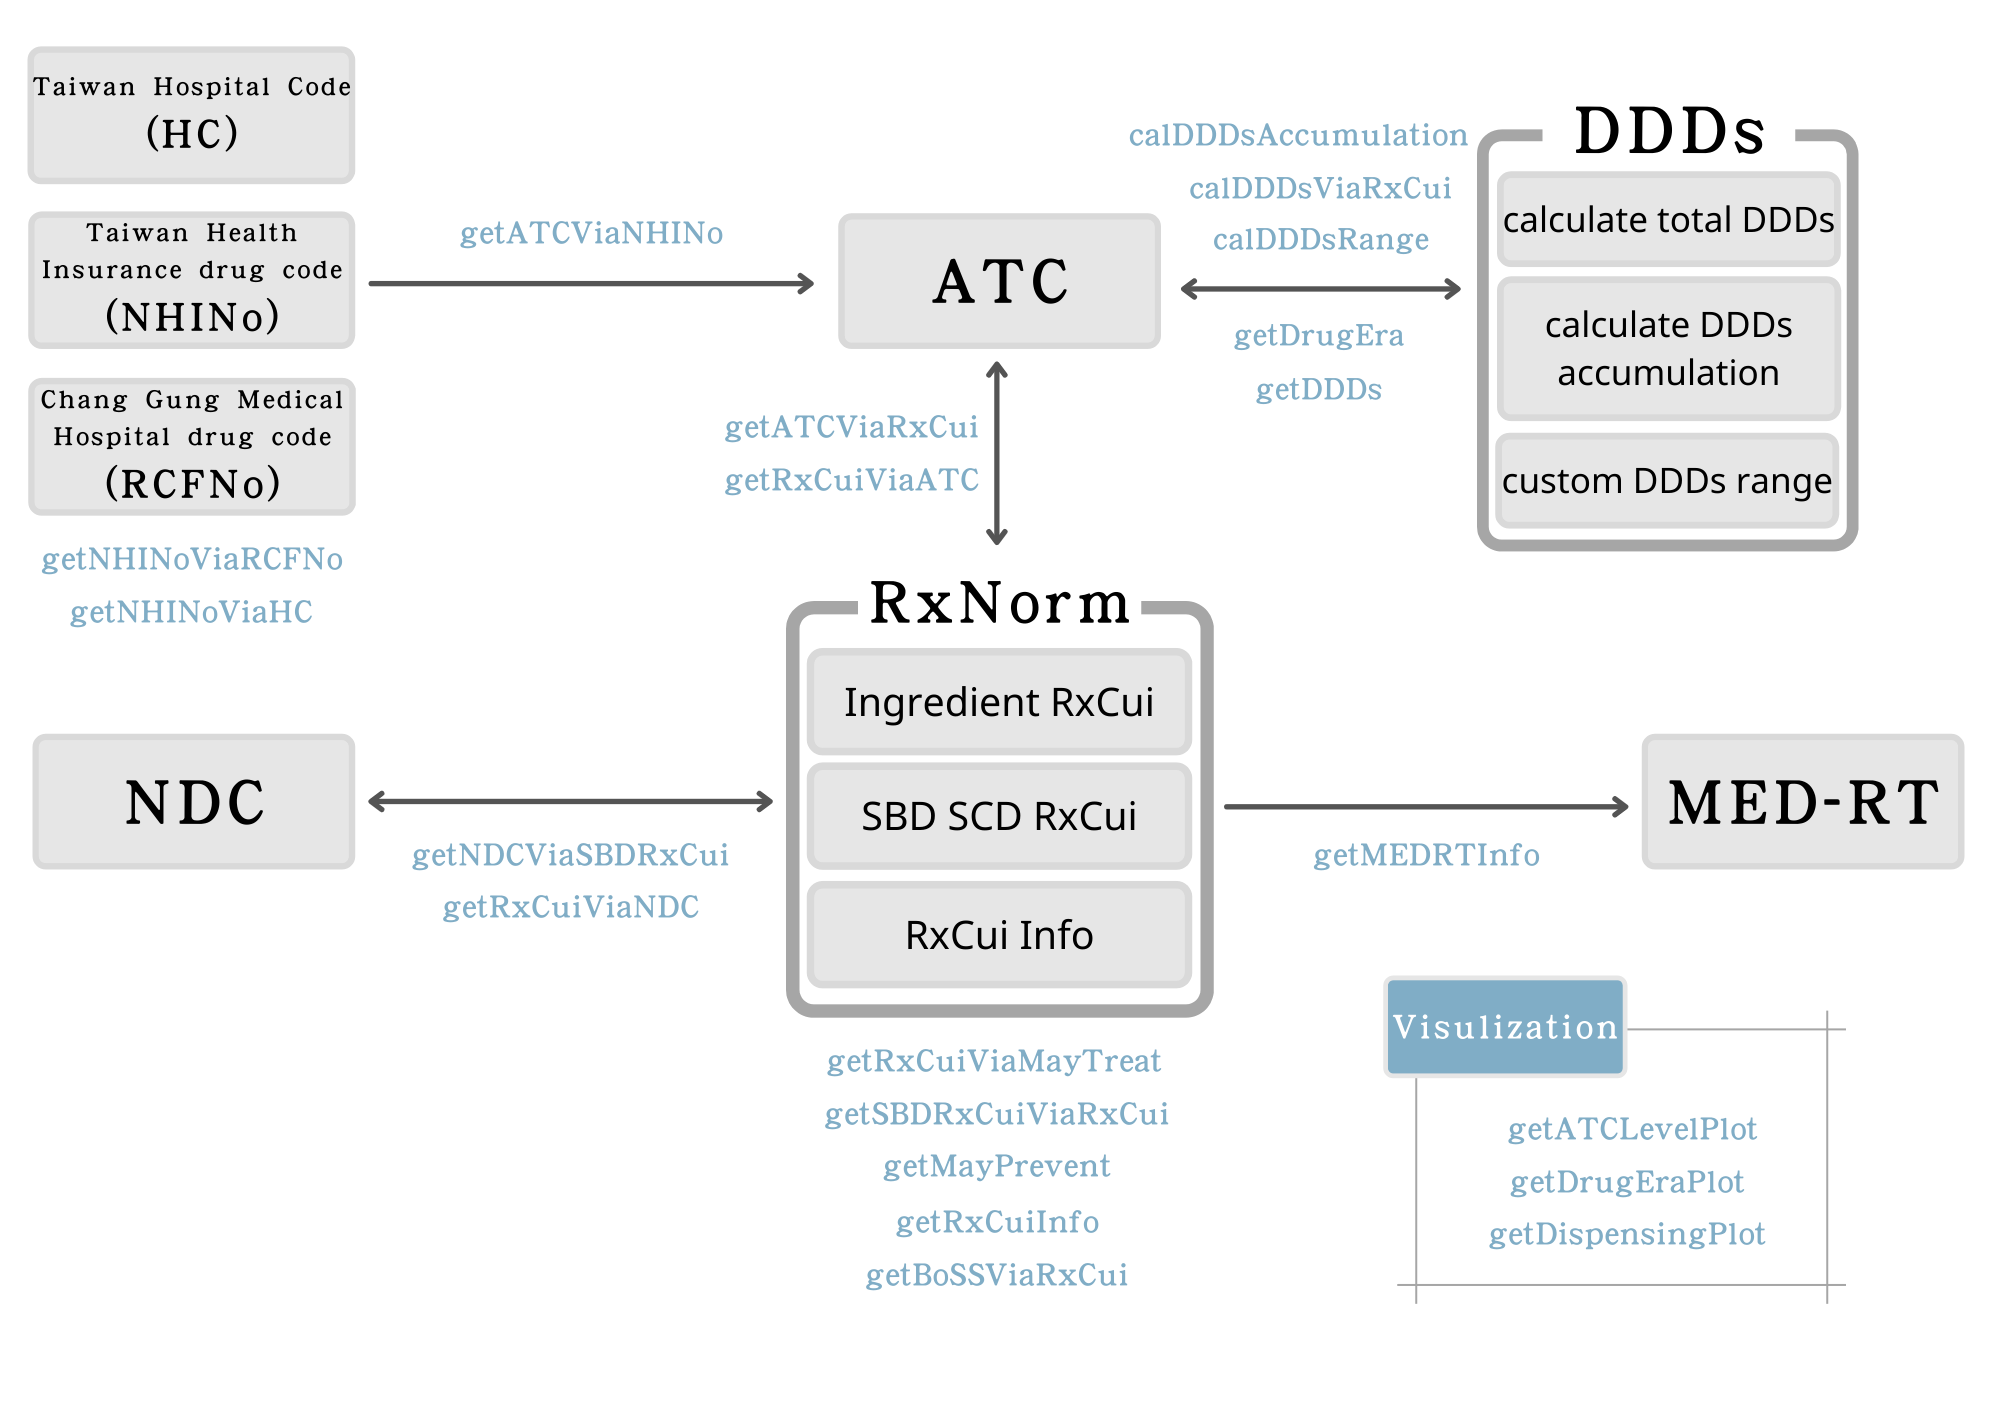 Taiwan Hospital Code
(HC)
Taiwan Health
Insurance drug code
(NHINo)
Chang Gung Medical
Hospital drug code
(RCFNo)
getNHINoViaRCFNo
getNHINoViaHC
getATCViaNHINo
ATC
calDDDsAccumulation
calDDDsViaRxCui
calDDDsRange
getDrugEra
getDDDs
DDDs
calculate total DDDs
calculate DDDs
accumulation
custom DDDs range
getATCViaRxCui
getRxCuiViaATC
NDC
getNDCViaSBDRxCui
getRxCuiViaNDC
RxNorm
Ingredient RxCui
SBD SCD RxCui
RxCui Info
getMEDRTInfo
MED-RT
getRxCuiViaMayTreat
getSBDRxCuiViaRxCui
getMayPrevent
getRxCuiInfo
getBoSSViaRxCui
Visulization
getATCLevelPlot
getDrugEraPlot
getDispensingPlot